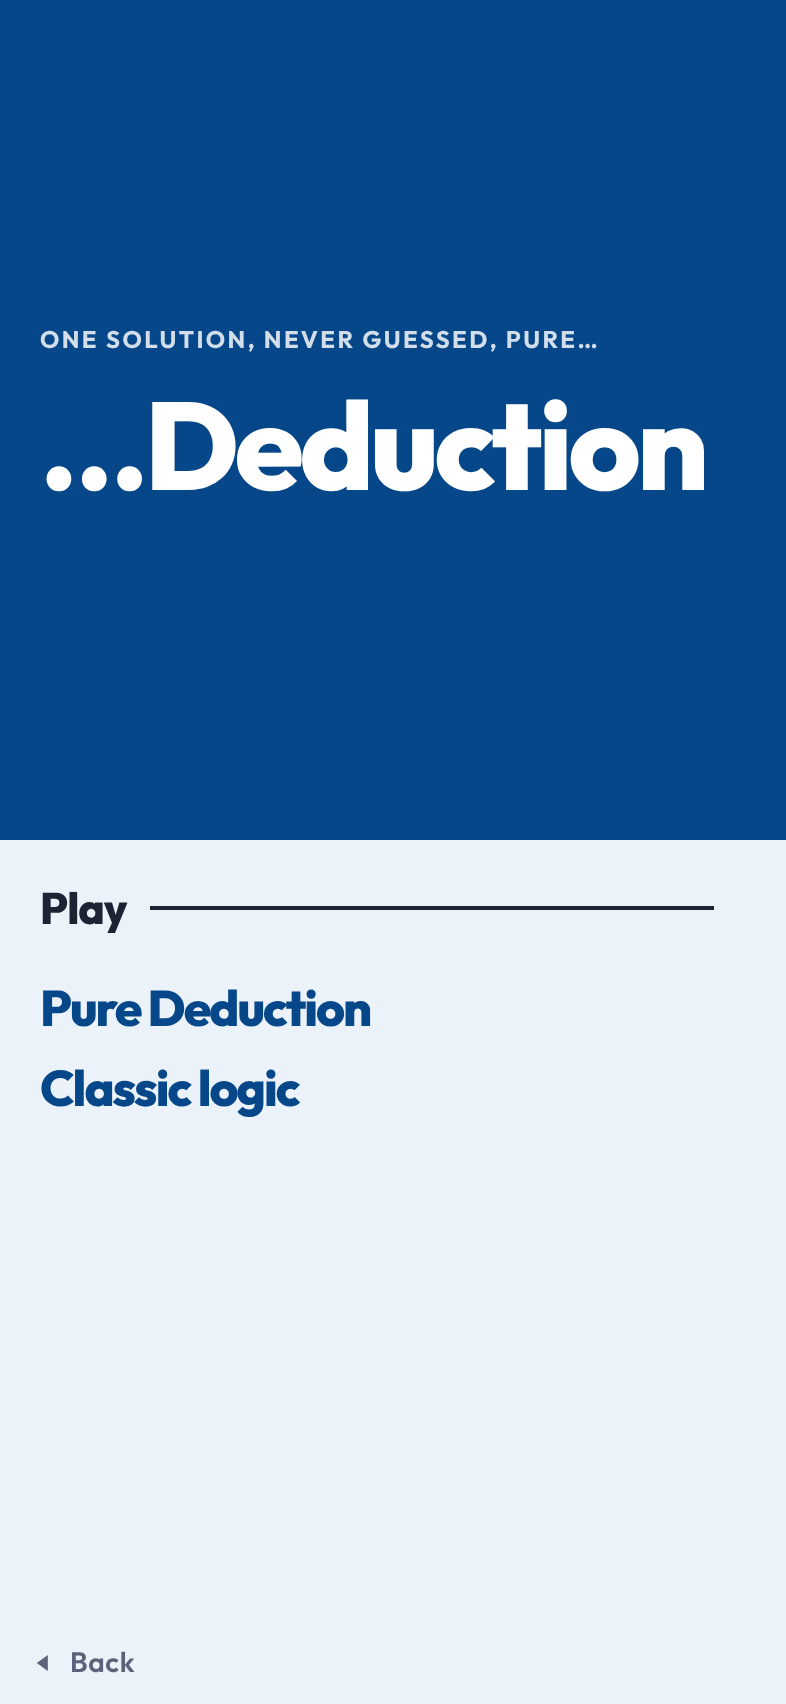 ONE SOLUTION, NEVER GUESSED, PURE…
…Deduction
Play
Pure Deduction
Classic logic
Back